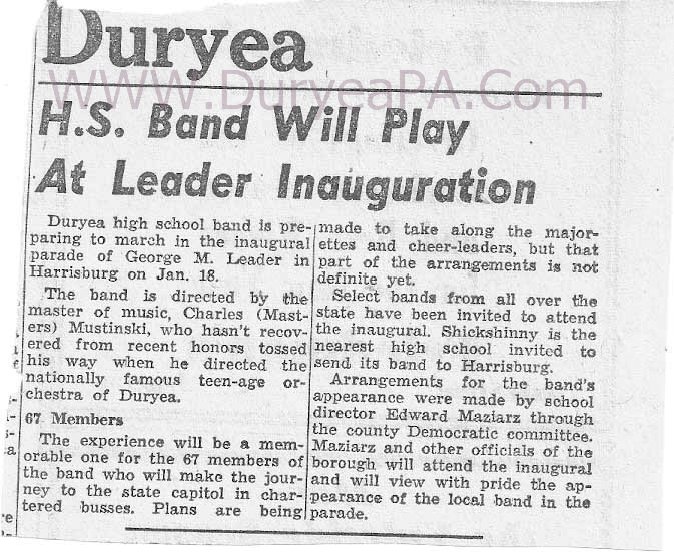 Duryea
WWW.DuryeaPA.Com
H.S. Band Will Play
At Leader Inauguration
Duryea high school band is pre-
paring to march in the inaugural
parade of George M. Leader in
Harrisburg on Jan. 18.
The band is directed by the
master of music, Charles (Mast-
ers) Mustinski, who hasn't recov-
ered from recent honors tossed
his way when he directed the
nationally famous teen-age or-
chestra of Duryea.
67 Members
The experience will be a mem-
orable one for the 67 members of
the band who will make the jour-
ney to the state capitol in char-
tered busses. Plans are being
made to take along the major-
ettes and cheer-leaders, but that
part of the arrangements is not
definite yet.
Select bands from all over the
state have been invited to attend
the inaugural. Shickshinny is the
nearest high school invited to
send its band to Harrisburg.
Arrangements for the band's
appearance were made by school
director Edward Maziarz through
the county Democratic committee.
Maziarz and other officials of the
borough will attend the inaugural
and will view with pride the ap-
pearance of the local band in the
parade.